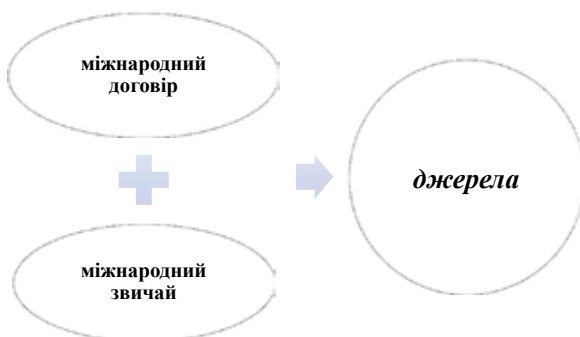 міжнародний
договір
міжнародний
звичай
джерела